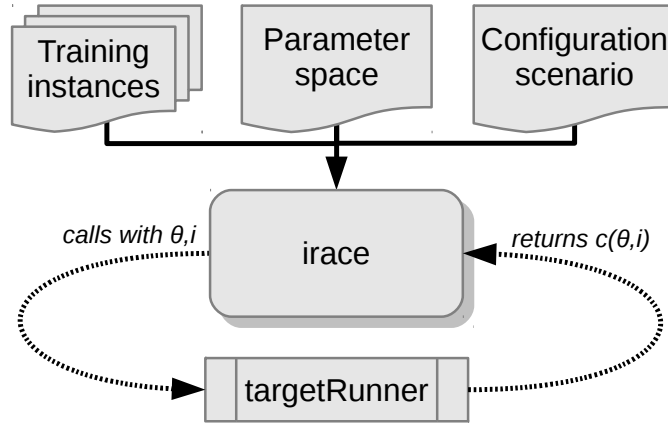 Training
instances
Parameter
space
Configuration
scenario
calls with θ,i
irace
returns c(θ,i)
targetRunner